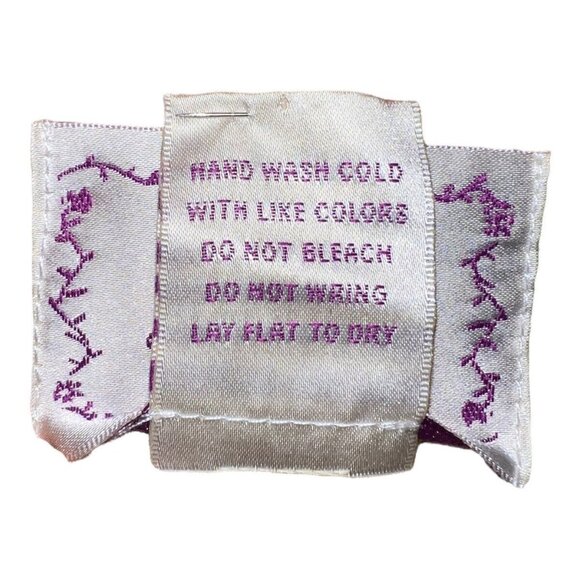 HAND WASH COLD
WITH LIKE COLORS
DO NOT BLEACH
DO NOT WRING
LAY FLAT TO DRY